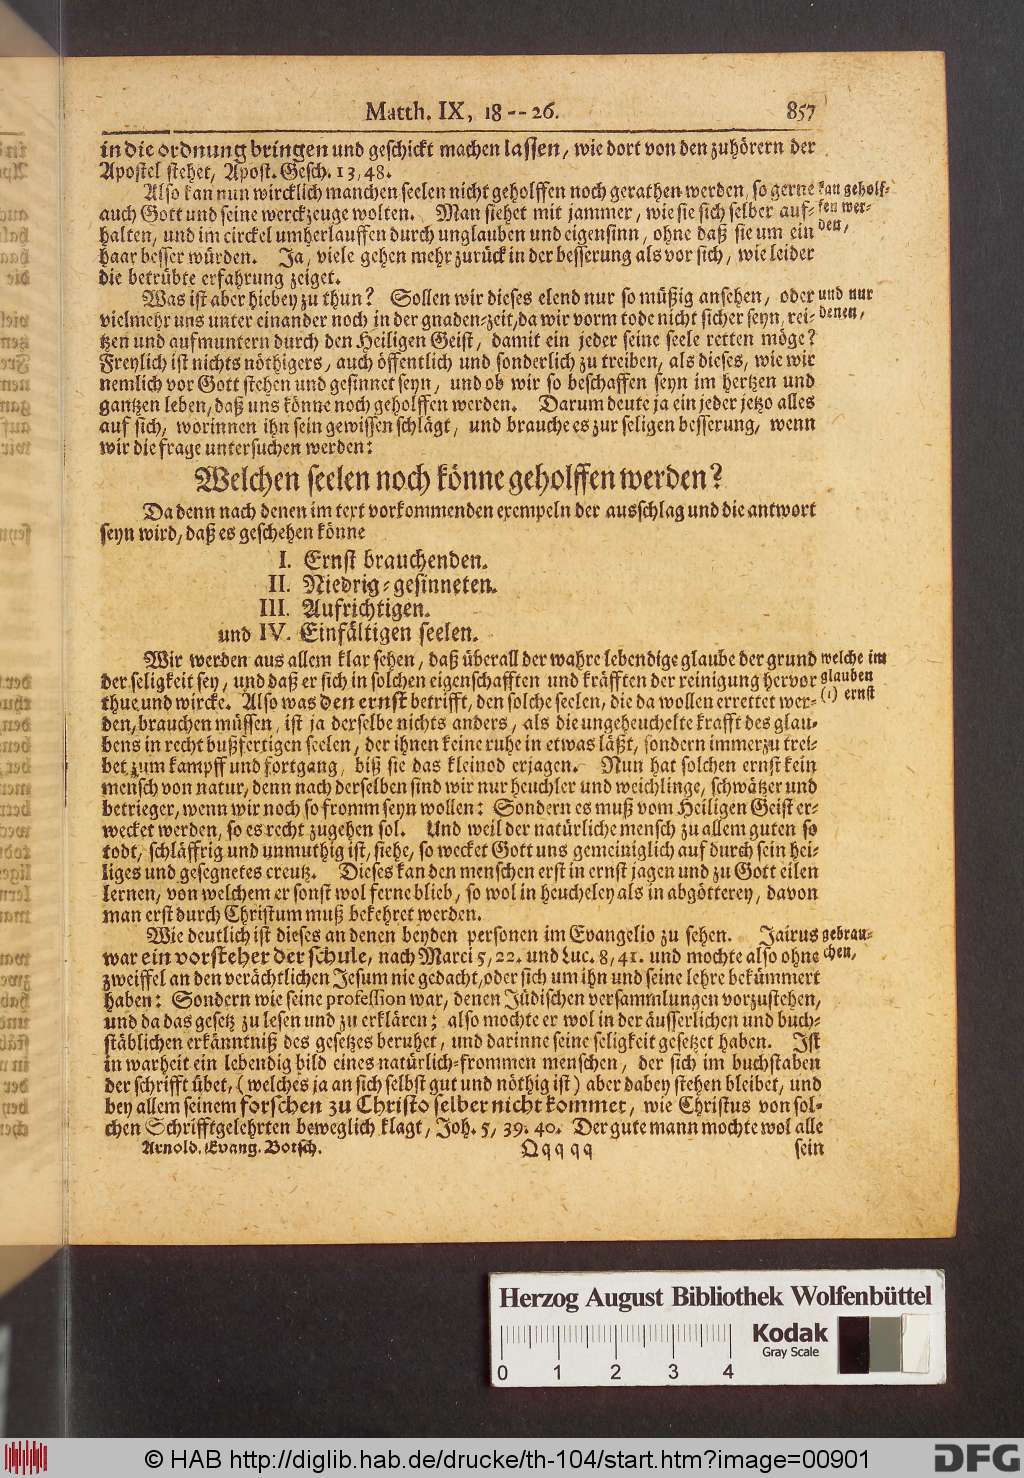 Matth. IX, 18--26. 857
in die ordnung bringen und geschickt machen lassen, wie dort von den zuhörern der
Apostel stehet, Apost. Gesch. 13, 48.
Also kan nun wircklich manchen seelen nicht geholffen noch gerathen werden, so gerne kan geholf-
auch Gott und seine werckzeuge wolten. Man siehet mit jammer, wie sie sich selber auf- fen wer-
halten, und im circkel umherlauffen durch unglauben und eigensinn, ohne daß sie um ein den,
haar besser würden. Ja, viele gehen mehr zurück in der besserung als vor sich, wie leider
die betrübte erfahrung zeiget.
Was ist aber hiebey zu thun? Sollen wir dieses elend nur so müßig ansehen, oder und nur
vielmehr uns unter einander noch in der gnaden-zeit, da wir vorm tode nicht sicher seyn, rei- denen,
tzen und aufmuntern durch den Heiligen Geist, damit ein jeder seine seele retten möge?
Freylich ist nichts nöthigers, auch öffentlich und sonderlich zu treiben, als dieses, wie wir
nemlich vor Gott stehen und gesinnet seyn, und ob wir so beschaffen seyn im hertzen und
gantzen leben, daß uns könne noch geholffen werden. Darum deute ja ein jeder jetzo alles
auf sich, worinnen ihn sein gewissen schlägt, und brauche es zur seligen besserung, wenn
wir die frage untersuchen werden:
Welchen seelen noch könne geholffen werden?
Da denn nach denen im text vorkommenden exempeln der ausschlag und die antwort
seyn wird, daß es geschehen könne
I. Ernst brauchenden.
II. Niedrig-gesinneten.
III. Aufrichtigen.
und IV. Einfältigen seelen.
Wir werden aus allem klar sehen, daß überall der wahre lebendige glaube der grund welche im
der seligkeit sey, und daß er sich in solchen eigenschafften und kräfften der reinigung hervor glauben
thue und wircke. Also was den ernst betrifft, den solche seelen, die da wollen errettet wer- (1) ernst
den, brauchen müssen, ist ja derselbe nichts anders, als die ungeheuchelte krafft des glau-
bens in recht bußfertigen seelen, der ihnen keine ruhe in etwas läßt, sondern immerzu trei-
bet zum kampff und fortgang, biß sie das kleinod erjagen. Nun hat solchen ernst kein
mensch von natur, denn nach derselben sind wir nur heuchler und weichlinge, schwätzer und
betrieger, wenn wir noch so fromm seyn wollen: Sondern es muß vom Heiligen Geist er-
wecket werden, so es recht zugehen sol. Und weil der natürliche mensch zu allem guten so
todt, schläffrig und unmuthig ist, siehe, so wecket Gott uns gemeiniglich auf durch sein hei-
liges und gesegnetes creutz. Dieses kan den menschen erst in ernst jagen und zu Gott eilen
lernen, von welchem er sonst wol ferne blieb, so wol in heucheley als in abgötterey, davon
man erst durch Christum muß bekehret werden.
Wie deutlich ist dieses an denen beyden personen im Evangelio zu sehen. Jairus gebrau-
war ein vorsteher der schule, nach Marci 5, 22. und Luc. 8, 41. und mochte also ohne chen,
zweiffel an den verächtlichen Jesum nie gedacht, oder sich um ihn und seine lehre bekümmert
haben: Sondern wie seine profession war, denen Jüdischen versammlungen vorzustehen,
und da das gesetz zu lesen und zu erklären; also mochte er wol in der äusserlichen und buch-
stäblichen erkänntniß des gesetzes beruhet, und darinne seine seligkeit gesetzet haben. Ist
in warheit ein lebendig bild eines natürlich-frommen menschen, der sich im buchstaben
der schrifft übet, (welches ja an sich selbst gut und nöthig ist) aber dabey stehen bleibet, und
bey allem seinem forschen zu Christo selber nicht kommet, wie Christus von sol-
chen Schrifftgelehrten beweglich klagt, Joh. 5, 39. 40. Der gute mann mochte wol alle
Arnold. Evang. Botsch. Qqqqq sein
Herzog August Bibliothek Wolfenbüttel
Kodak
Gray Scale
0 1 2 3 4
© HAB http://diglib.hab.de/drucke/th-104/start.htm?image=00901
DFG